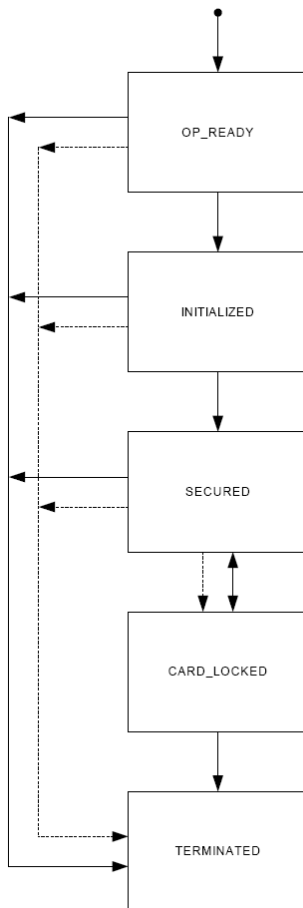 OP_READY
INITIALIZED
SECURED
CARD_LOCKED
TERMINATED